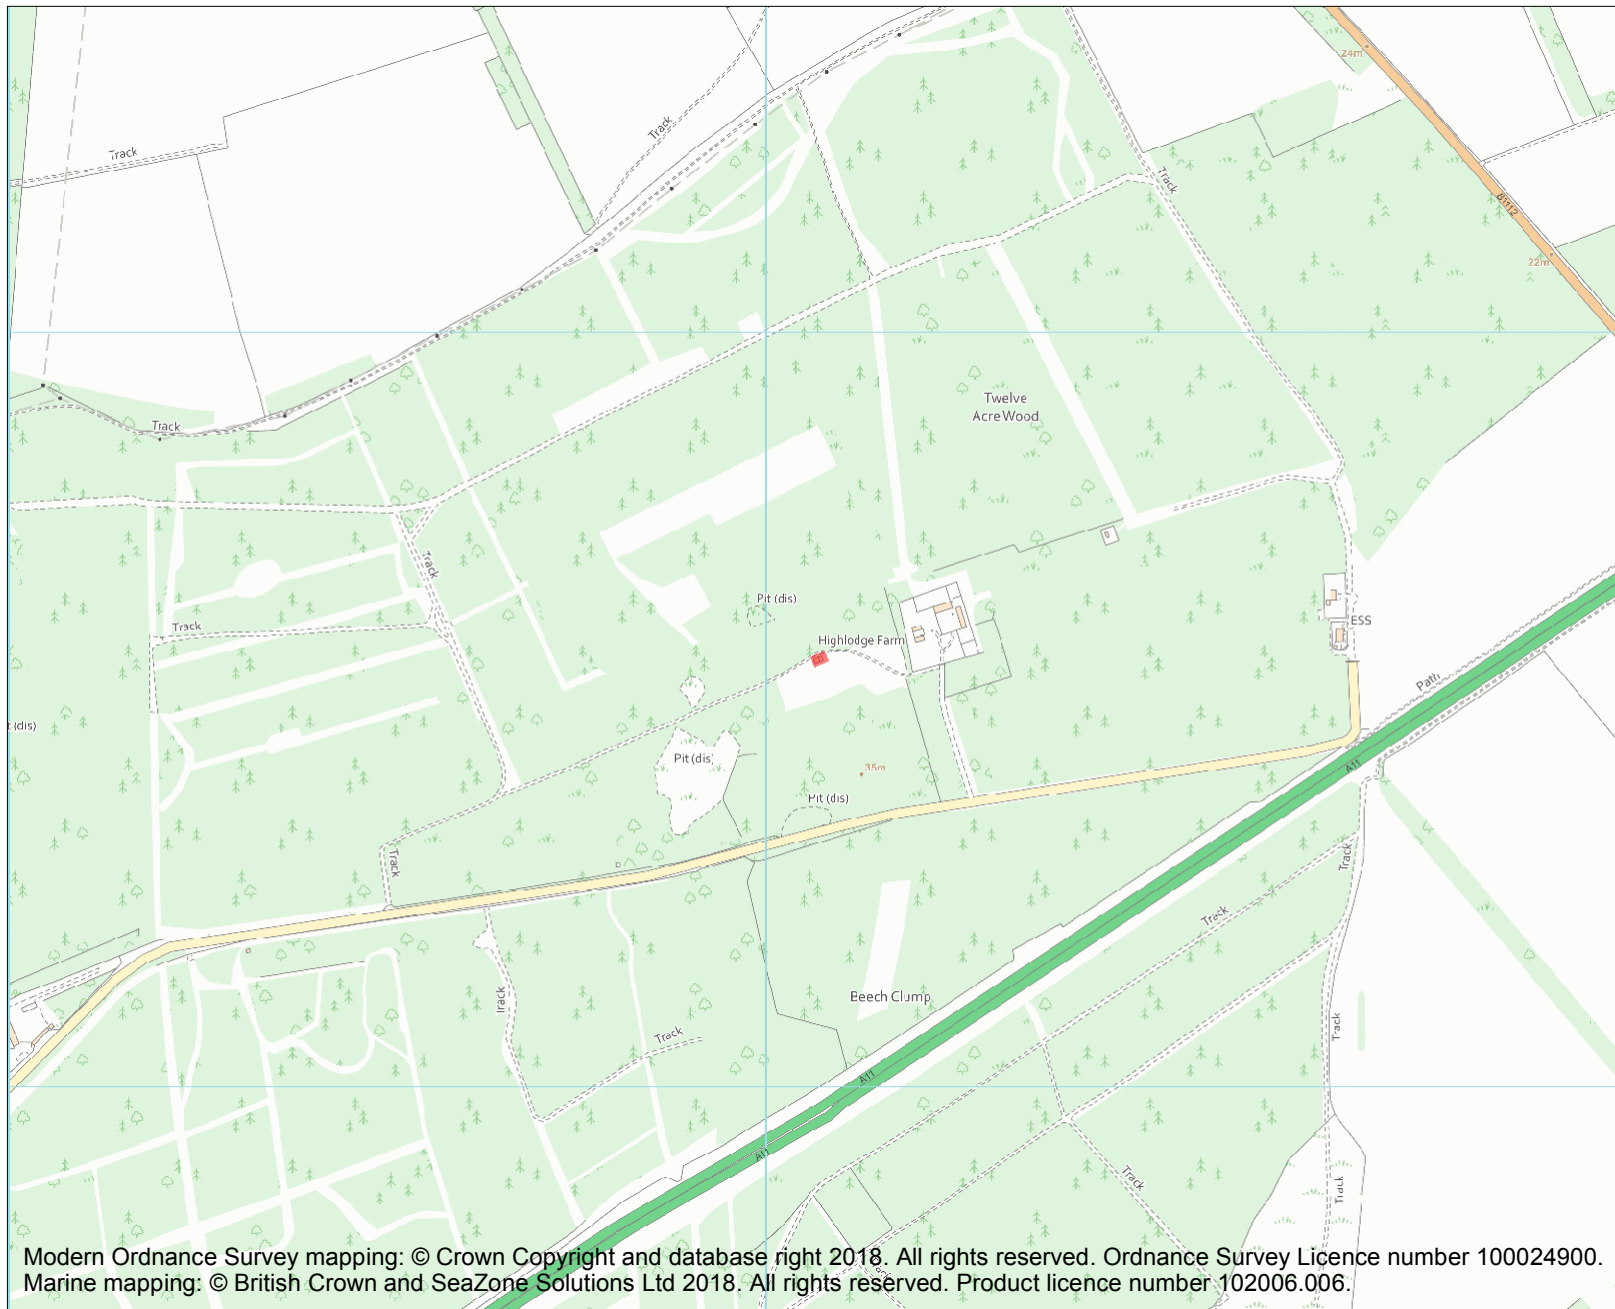 24m
Track
Track
Track
B1112
22m
Twelve
Acre Wood
Track
Track
Pit (dis)
Track
Highlodge Farm
ESS
Path
t (dis)
Pit (dis)
35m
A11
Pit (dis)
Track
Track
Track
Track
Beech Clump
Track
Track
A11
A11
Track
Track
Track
Modern Ordnance Survey mapping: © Crown Copyright and database right 2018. All rights reserved. Ordnance Survey Licence number 100024900.
Marine mapping: © British Crown and SeaZone Solutions Ltd 2018. All rights reserved. Product licence number 102006.006.